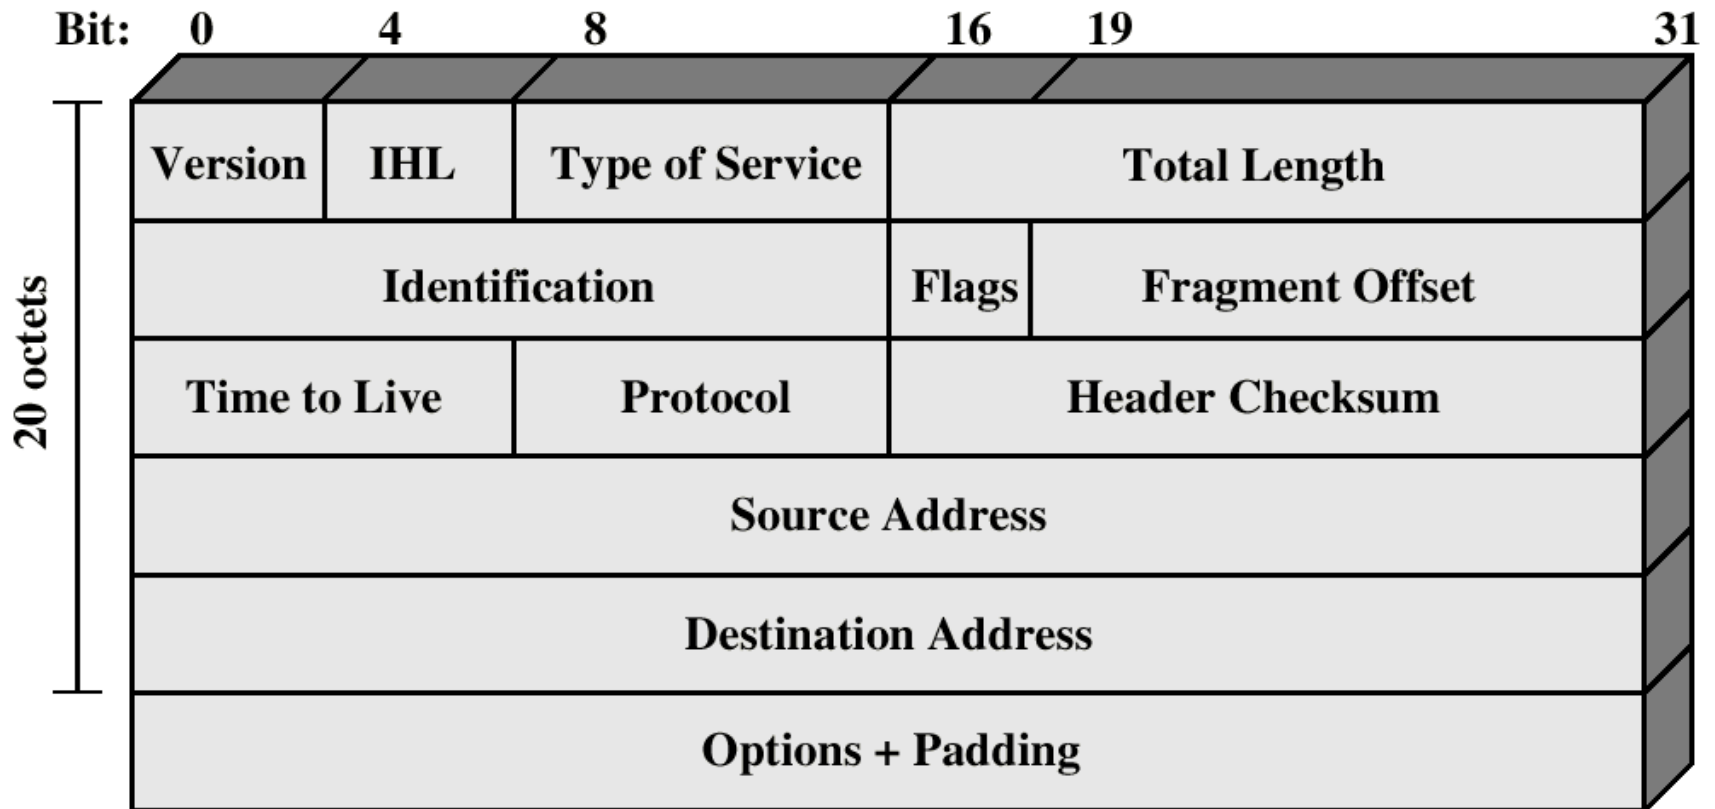 Bit: 0 4 8 16 19 31
Version IHL Type of Service Total Length
Identification Flags Fragment Offset
Time to Live Protocol Header Checksum
Source Address
Destination Address
Options + Padding
20 octets